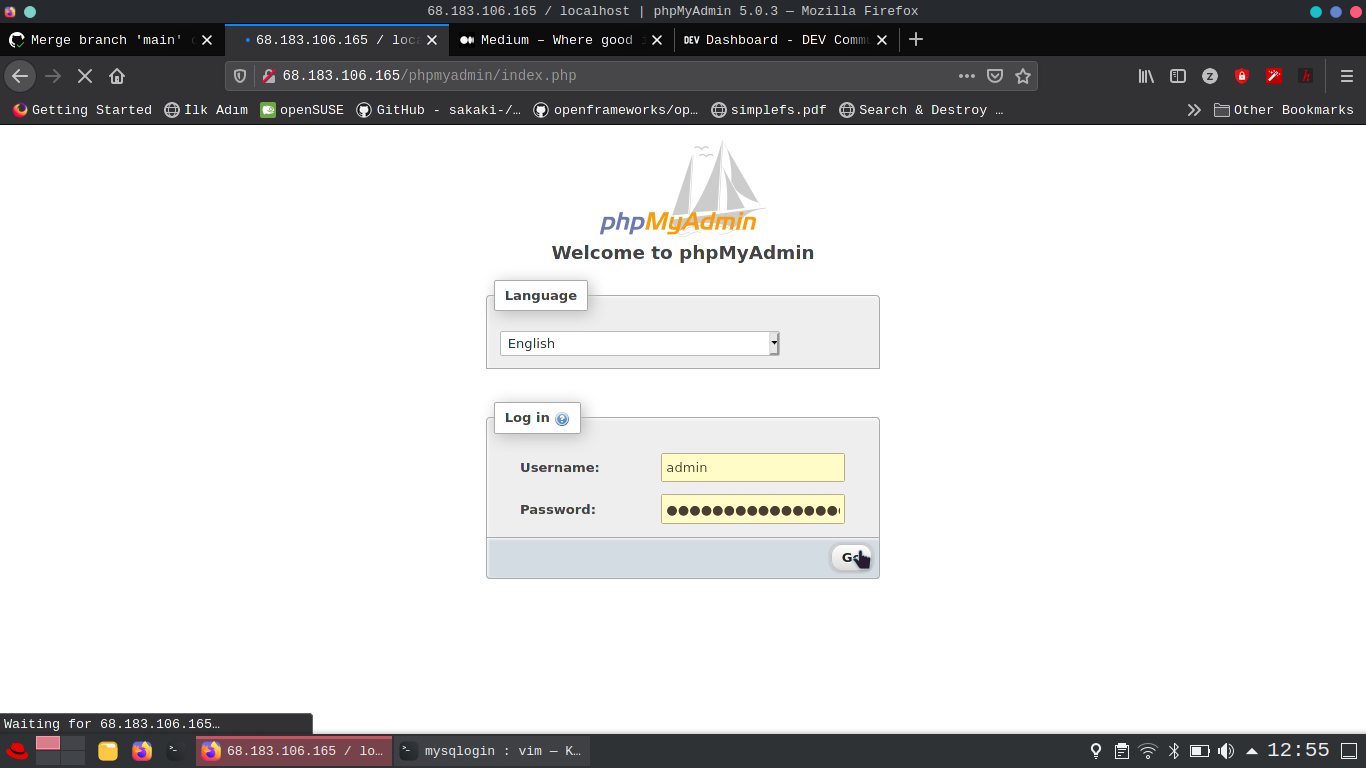 68.183.106.165 / localhost | phpMyAdmin 5.0.3 — Mozilla Firefox
Merge branch 'main'
68.183.106.165 / loca
Medium – Where good
DEV Dashboard - DEV Comm
68.183.106.165/phpmyadmin/index.php
Getting Started
İlk Adım
openSUSE
GitHub - sakaki-/…
openframeworks/op…
simplefs.pdf
Search & Destroy …
Other Bookmarks
phpMyAdmin
Welcome to phpMyAdmin
Language
English
Log in
Username:
admin
Password:
Waiting for 68.183.106.165…
68.183.106.165 / lo…
mysqlogin : vim — K…
12:55